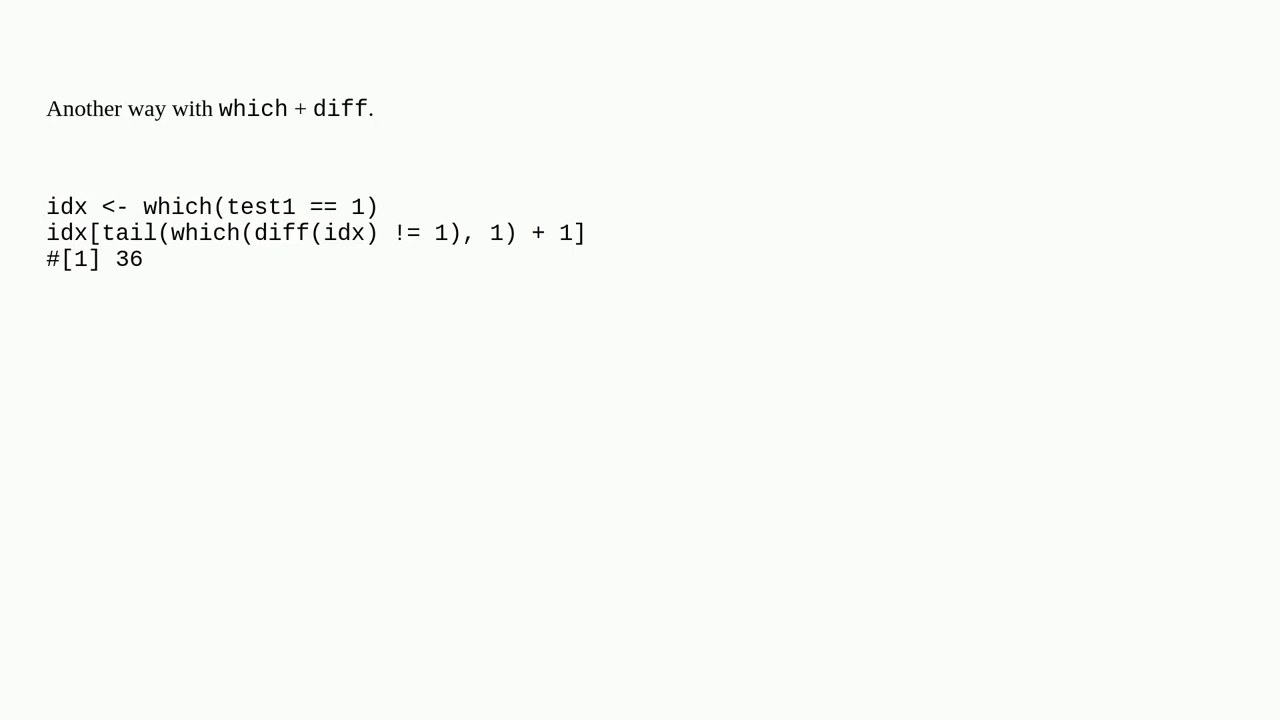 Another way with which + diff.
idx <- which(test1 == 1)
idx[tail(which(diff(idx) != 1), 1) + 1]
#[1] 36